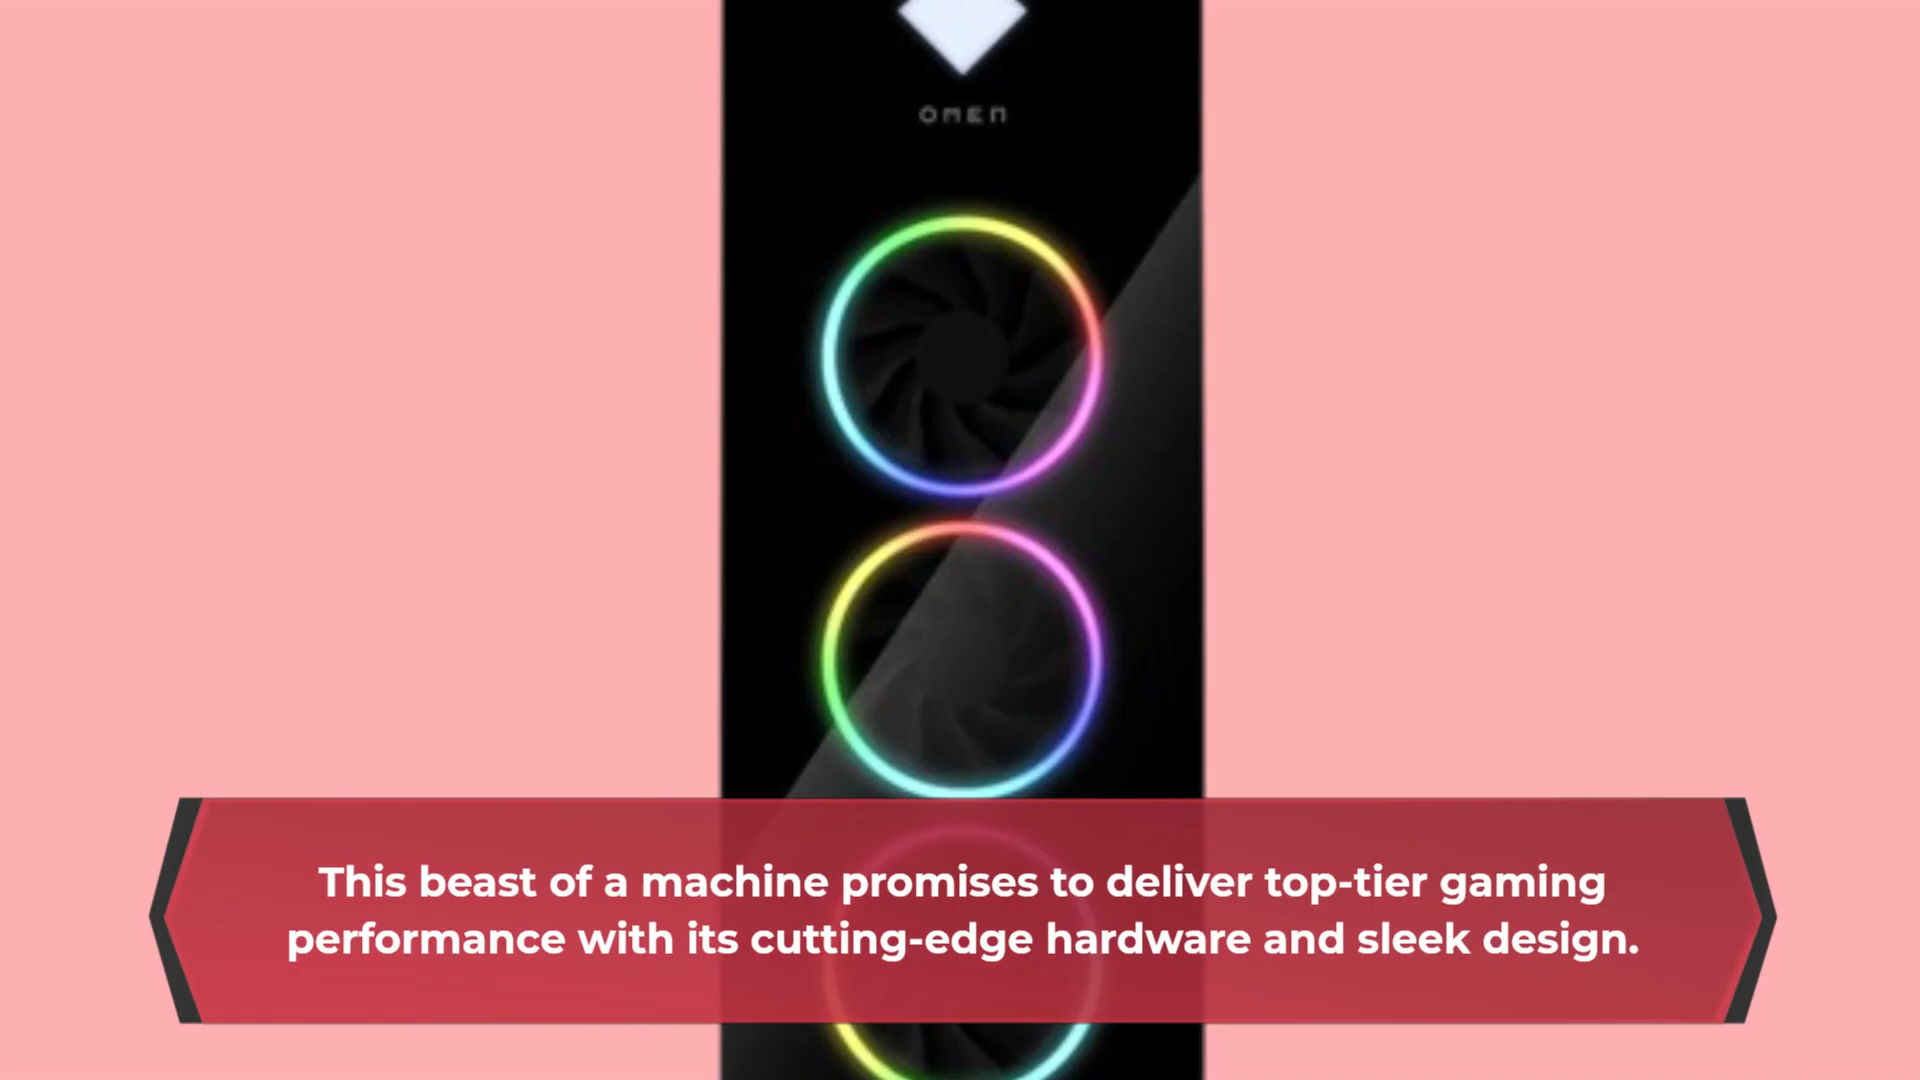 OMEN
This beast of a machine promises to deliver top-tier gaming
performance with its cutting-edge hardware and sleek design.